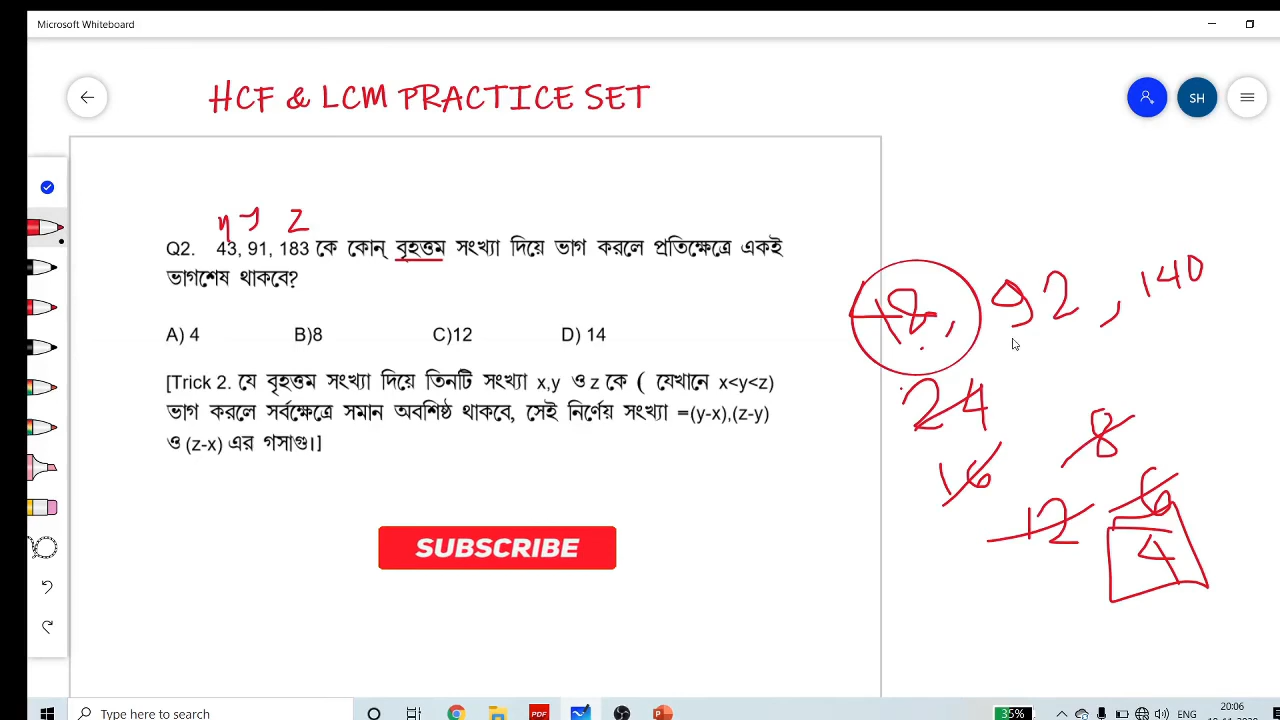 Microsoft Whiteboard
HCF & LCM PRACTICE SET
SH
x y z
Q2. 43, 91, 183 কে কোন্ বৃহত্তম সংখ্যা দিয়ে ভাগ করলে প্রতিক্ষেত্রে একই
ভাগশেষ থাকবে?
A) 4 B)8 C)12 D) 14
[Trick 2. যে বৃহত্তম সংখ্যা দিয়ে তিনটি সংখ্যা x,y ও z কে ( যেখানে x<y<z)
ভাগ করলে সর্বক্ষেত্রে সমান অবশিষ্ট থাকবে, সেই নির্ণেয় সংখ্যা =(y-x),(z-y)
ও (z-x) এর গসাগু।]
48, 92, 140
24
8
16
6
12
4
SUBSCRIBE
Type here to search
PDF
35%
ENG
20:06